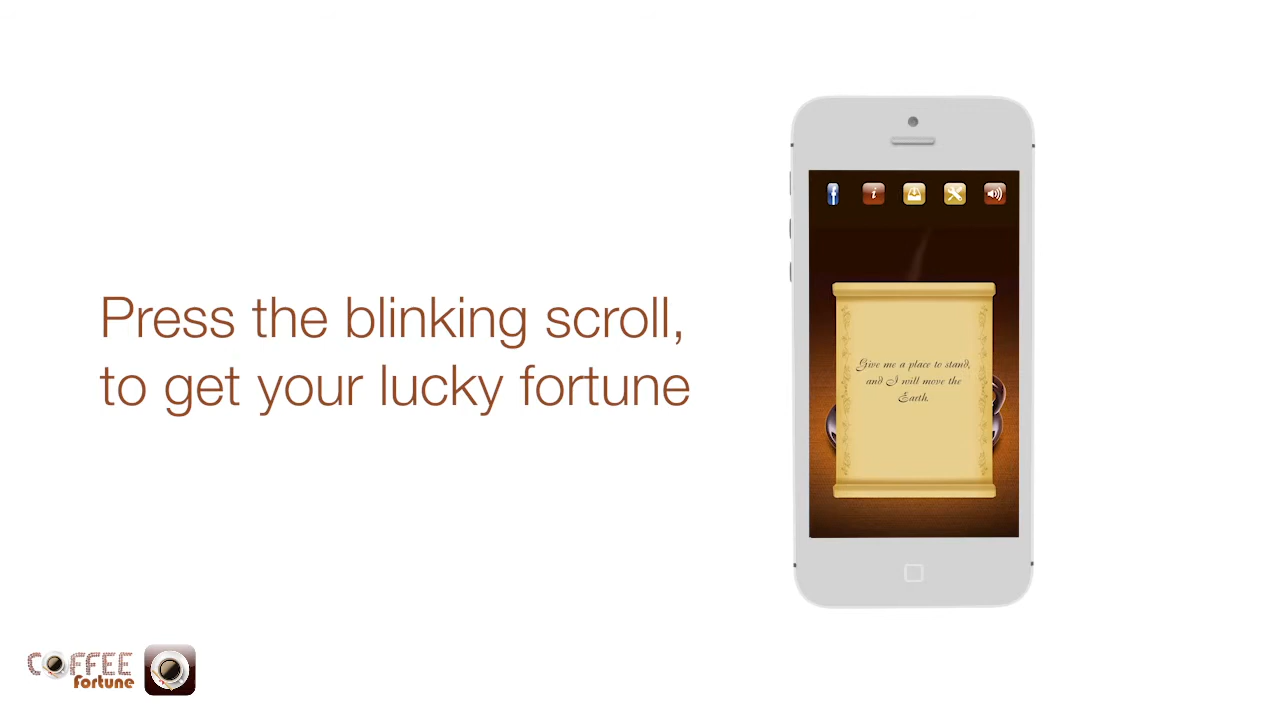 Press the blinking scroll,
to get your lucky fortune
f
i
Give me a place to stand,
and I will move the
Earth.
COFFEE
fortune